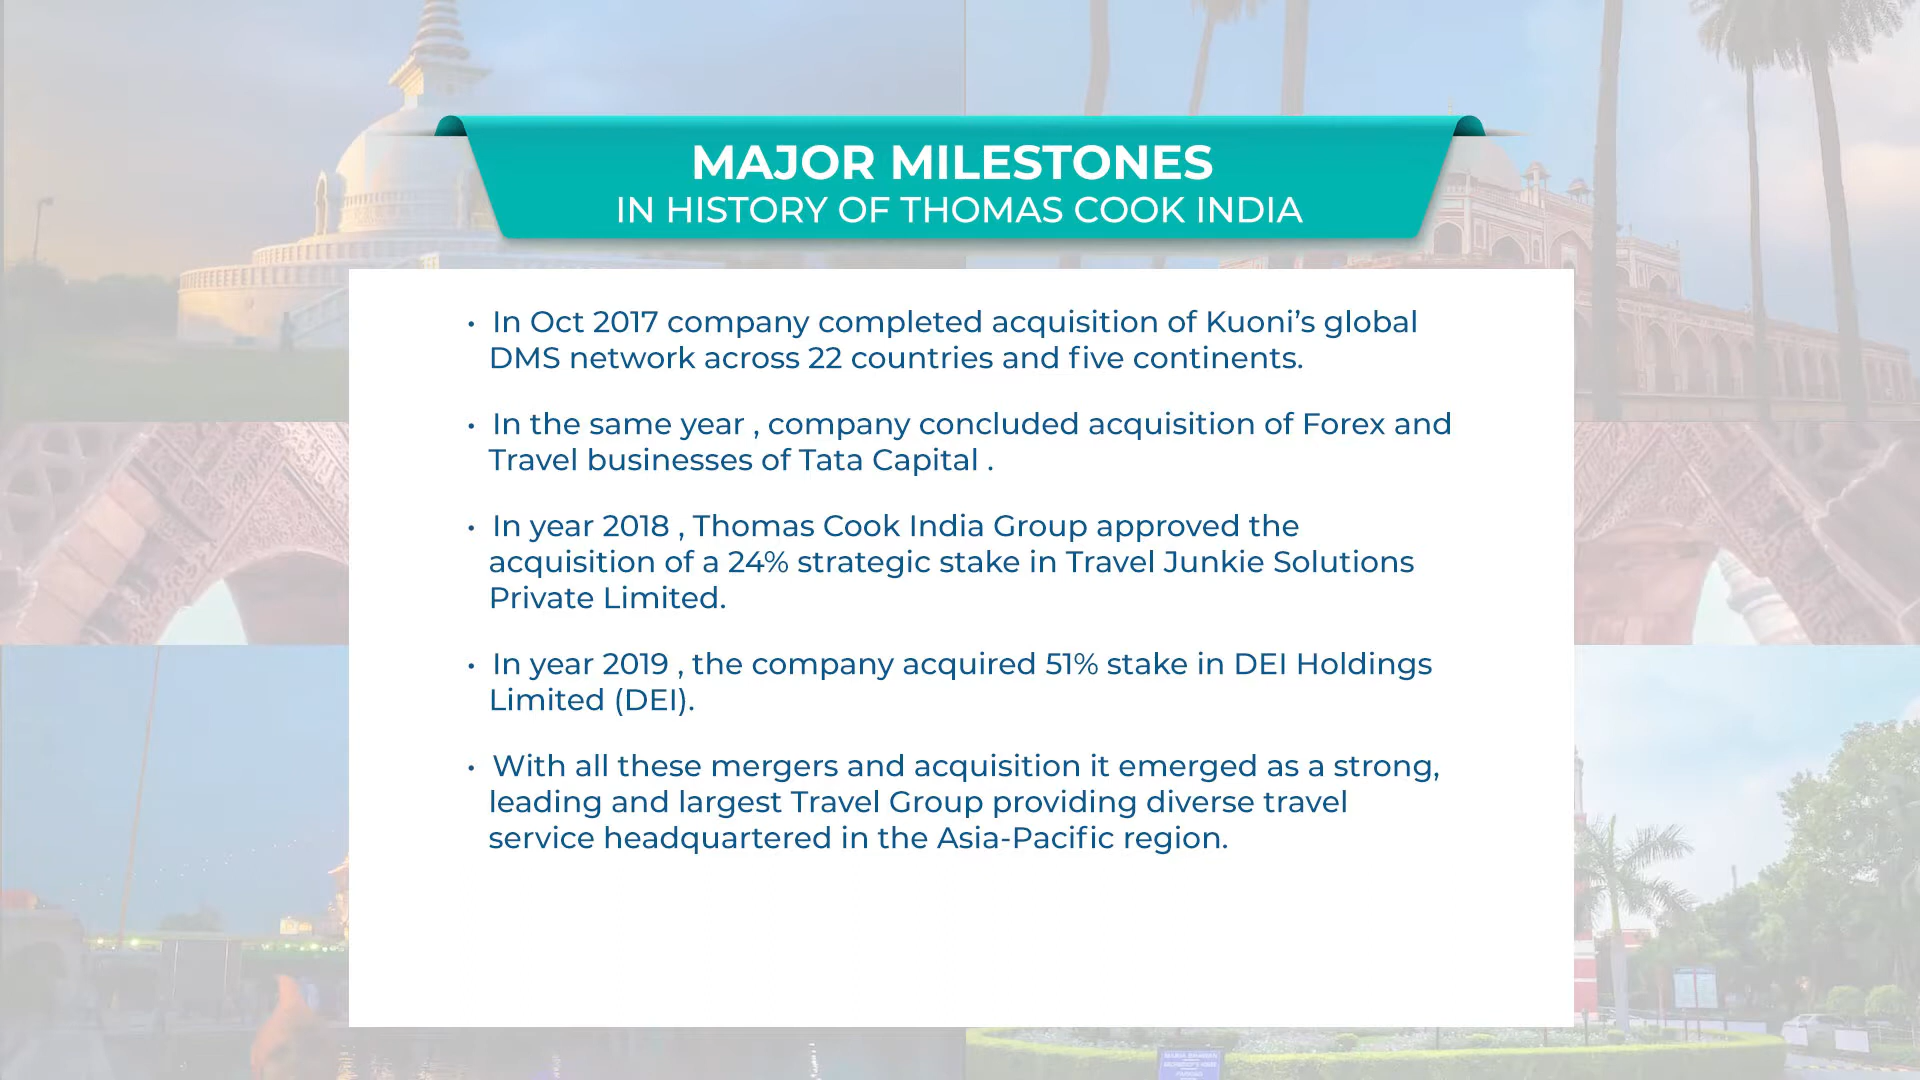 MAJOR MILESTONES
IN HISTORY OF THOMAS COOK INDIA
• In Oct 2017 company completed acquisition of Kuoni’s global
DMS network across 22 countries and five continents.
• In the same year , company concluded acquisition of Forex and
Travel businesses of Tata Capital .
• In year 2018 , Thomas Cook India Group approved the
acquisition of a 24% strategic stake in Travel Junkie Solutions
Private Limited.
• In year 2019 , the company acquired 51% stake in DEI Holdings
Limited (DEI).
• With all these mergers and acquisition it emerged as a strong,
leading and largest Travel Group providing diverse travel
service headquartered in the Asia-Pacific region.